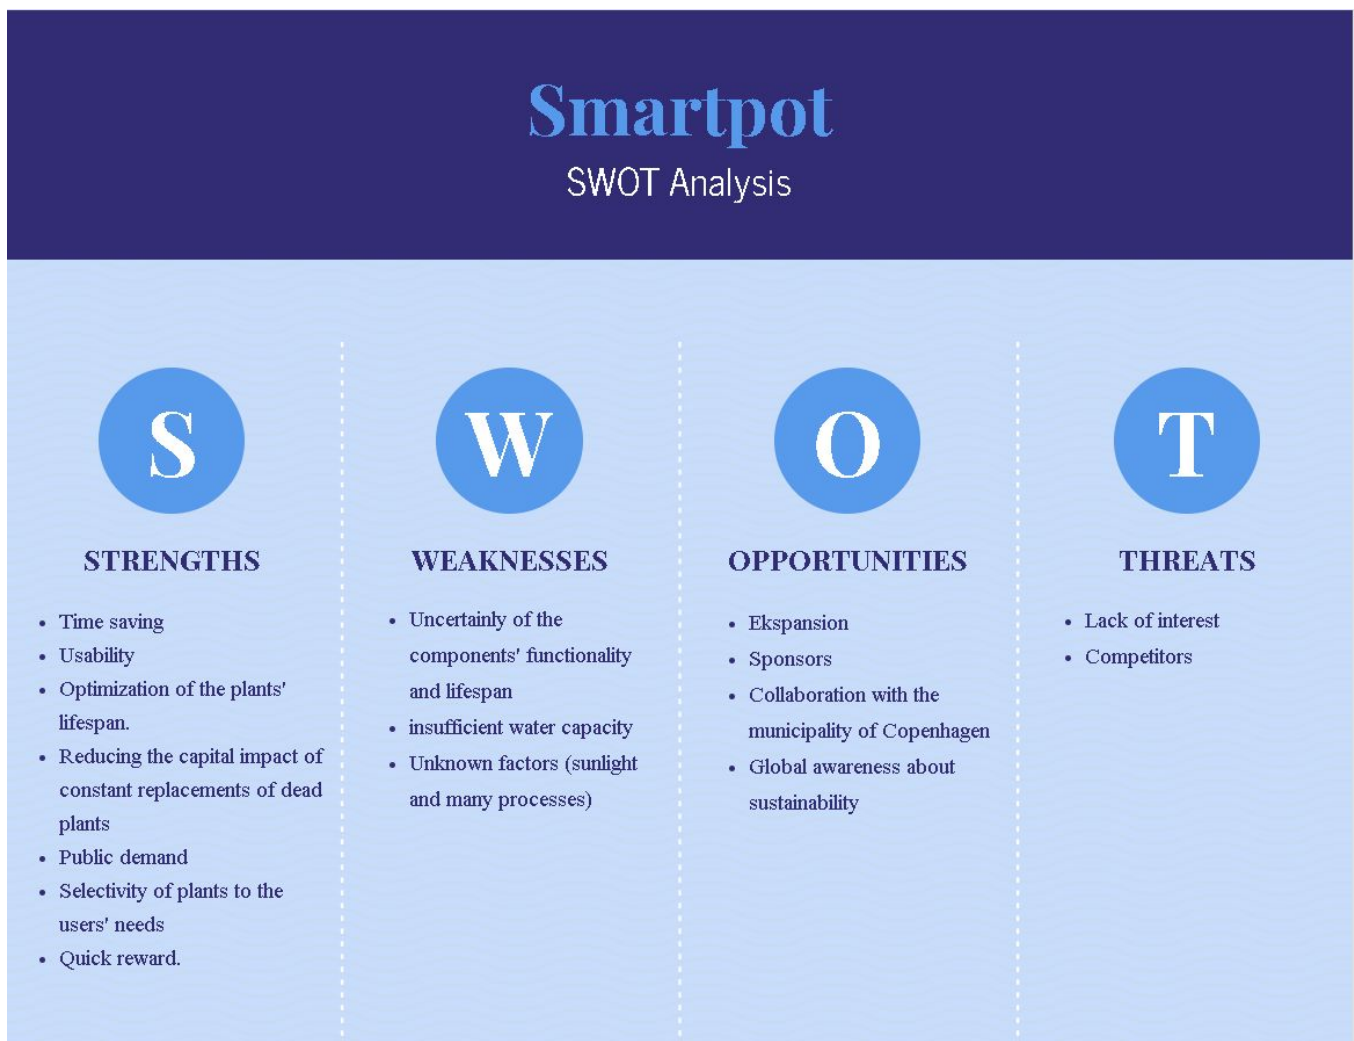 Smartpot
SWOT Analysis
S
STRENGTHS
• Time saving
• Usability
• Optimization of the plants'
lifespan.
• Reducing the capital impact of
constant replacements of dead
plants
• Public demand
• Selectivity of plants to the
users' needs
• Quick reward.
W
WEAKNESSES
• Uncertainly of the
components' functionality
and lifespan
• insufficient water capacity
• Unknown factors (sunlight
and many processes)
O
OPPORTUNITIES
• Ekspansion
• Sponsors
• Collaboration with the
municipality of Copenhagen
• Global awareness about
sustainability
T
THREATS
• Lack of interest
• Competitors